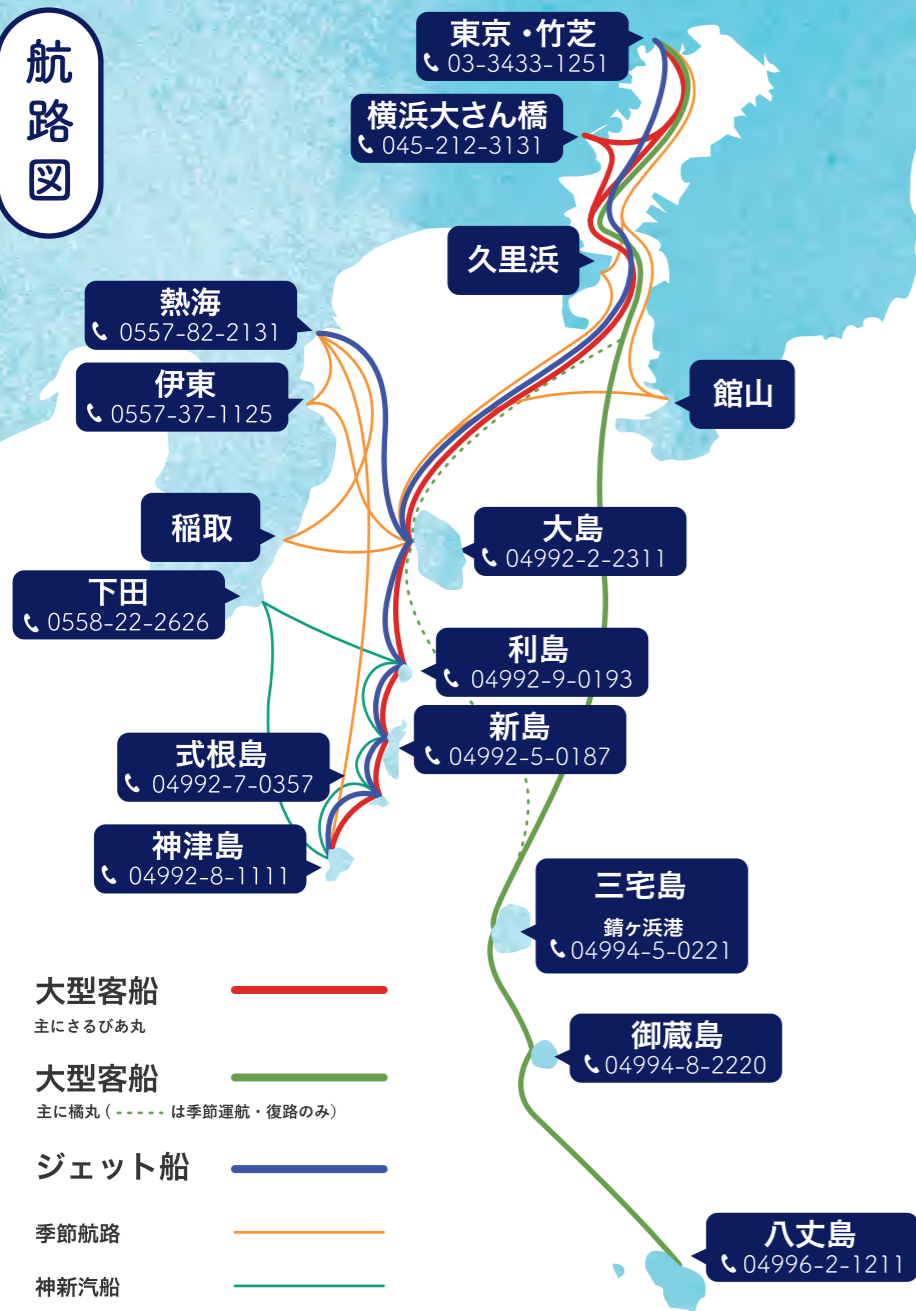 航路図
東京・竹芝
03-3433-1251
横浜大さん橋
045-212-3131
久里浜
熱海
0557-82-2131
伊東
0557-37-1125
館山
稲取
大島
04992-2-2311
下田
0558-22-2626
利島
04992-9-0193
新島
04992-5-0187
式根島
04992-7-0357
神津島
04992-8-1111
三宅島
錆ヶ浜港
04994-5-0221
御蔵島
04994-8-2220
八丈島
04996-2-1211
大型客船
主にさるびあ丸
大型客船
主に橘丸(-----は季節運航・復路のみ)
ジェット船
季節航路
神新汽船